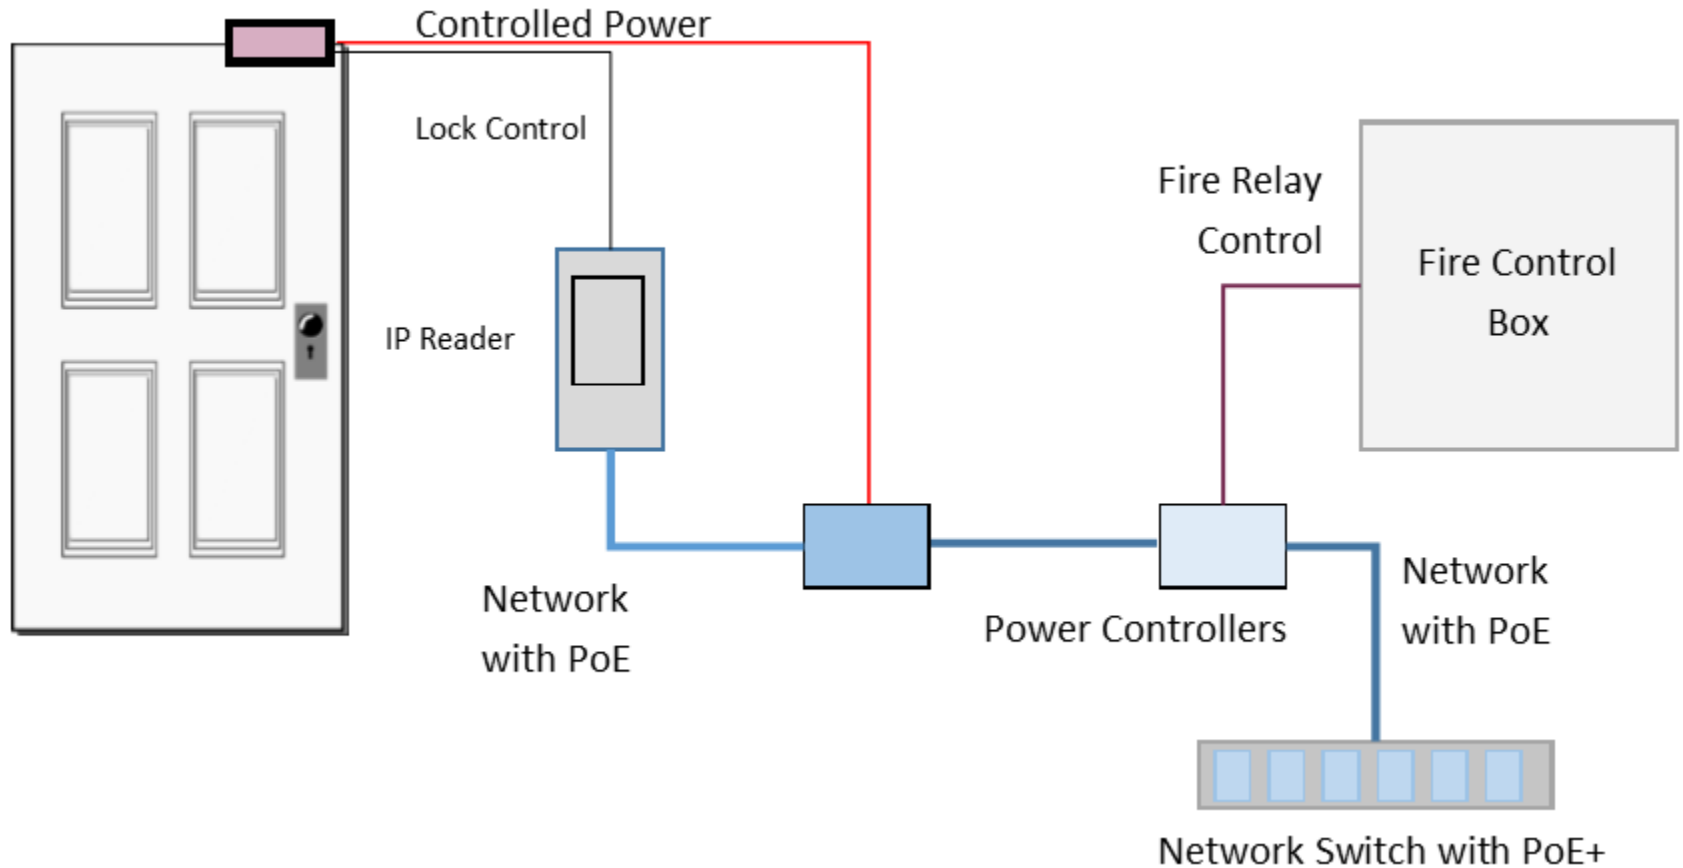 Controlled Power
Lock Control
Fire Relay
Control
Fire Control
Box
IP Reader
Network
with PoE
Power Controllers
Network
with PoE
Network Switch with PoE+